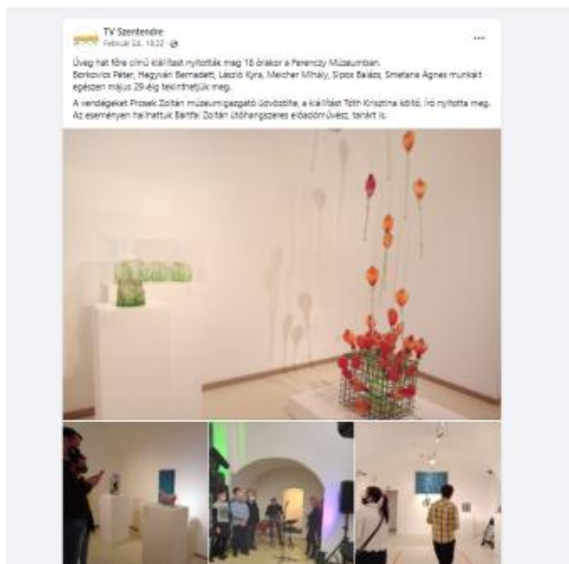 TV Szentendre
Február 24., 18:22
Üveg hat főre című kiállítást nyitották meg 18 órakor a Ferenczy Múzeumban.
Borkovics Péter, Hegyvári Bernadett, László Kyra, Melcher Mihály, Sipos Balázs, Smetana Ágnes munkáit
egészen május 29-éig tekinthetjük meg.
A vendégeket Prosek Zoltán múzeumigazgató üdvözölte, a kiállítást Tóth Krisztina költő, író nyitotta meg.
Az eseményen hallhattuk Bartfai Zoltán ütőhangszeres előadóművész, tanárt is.